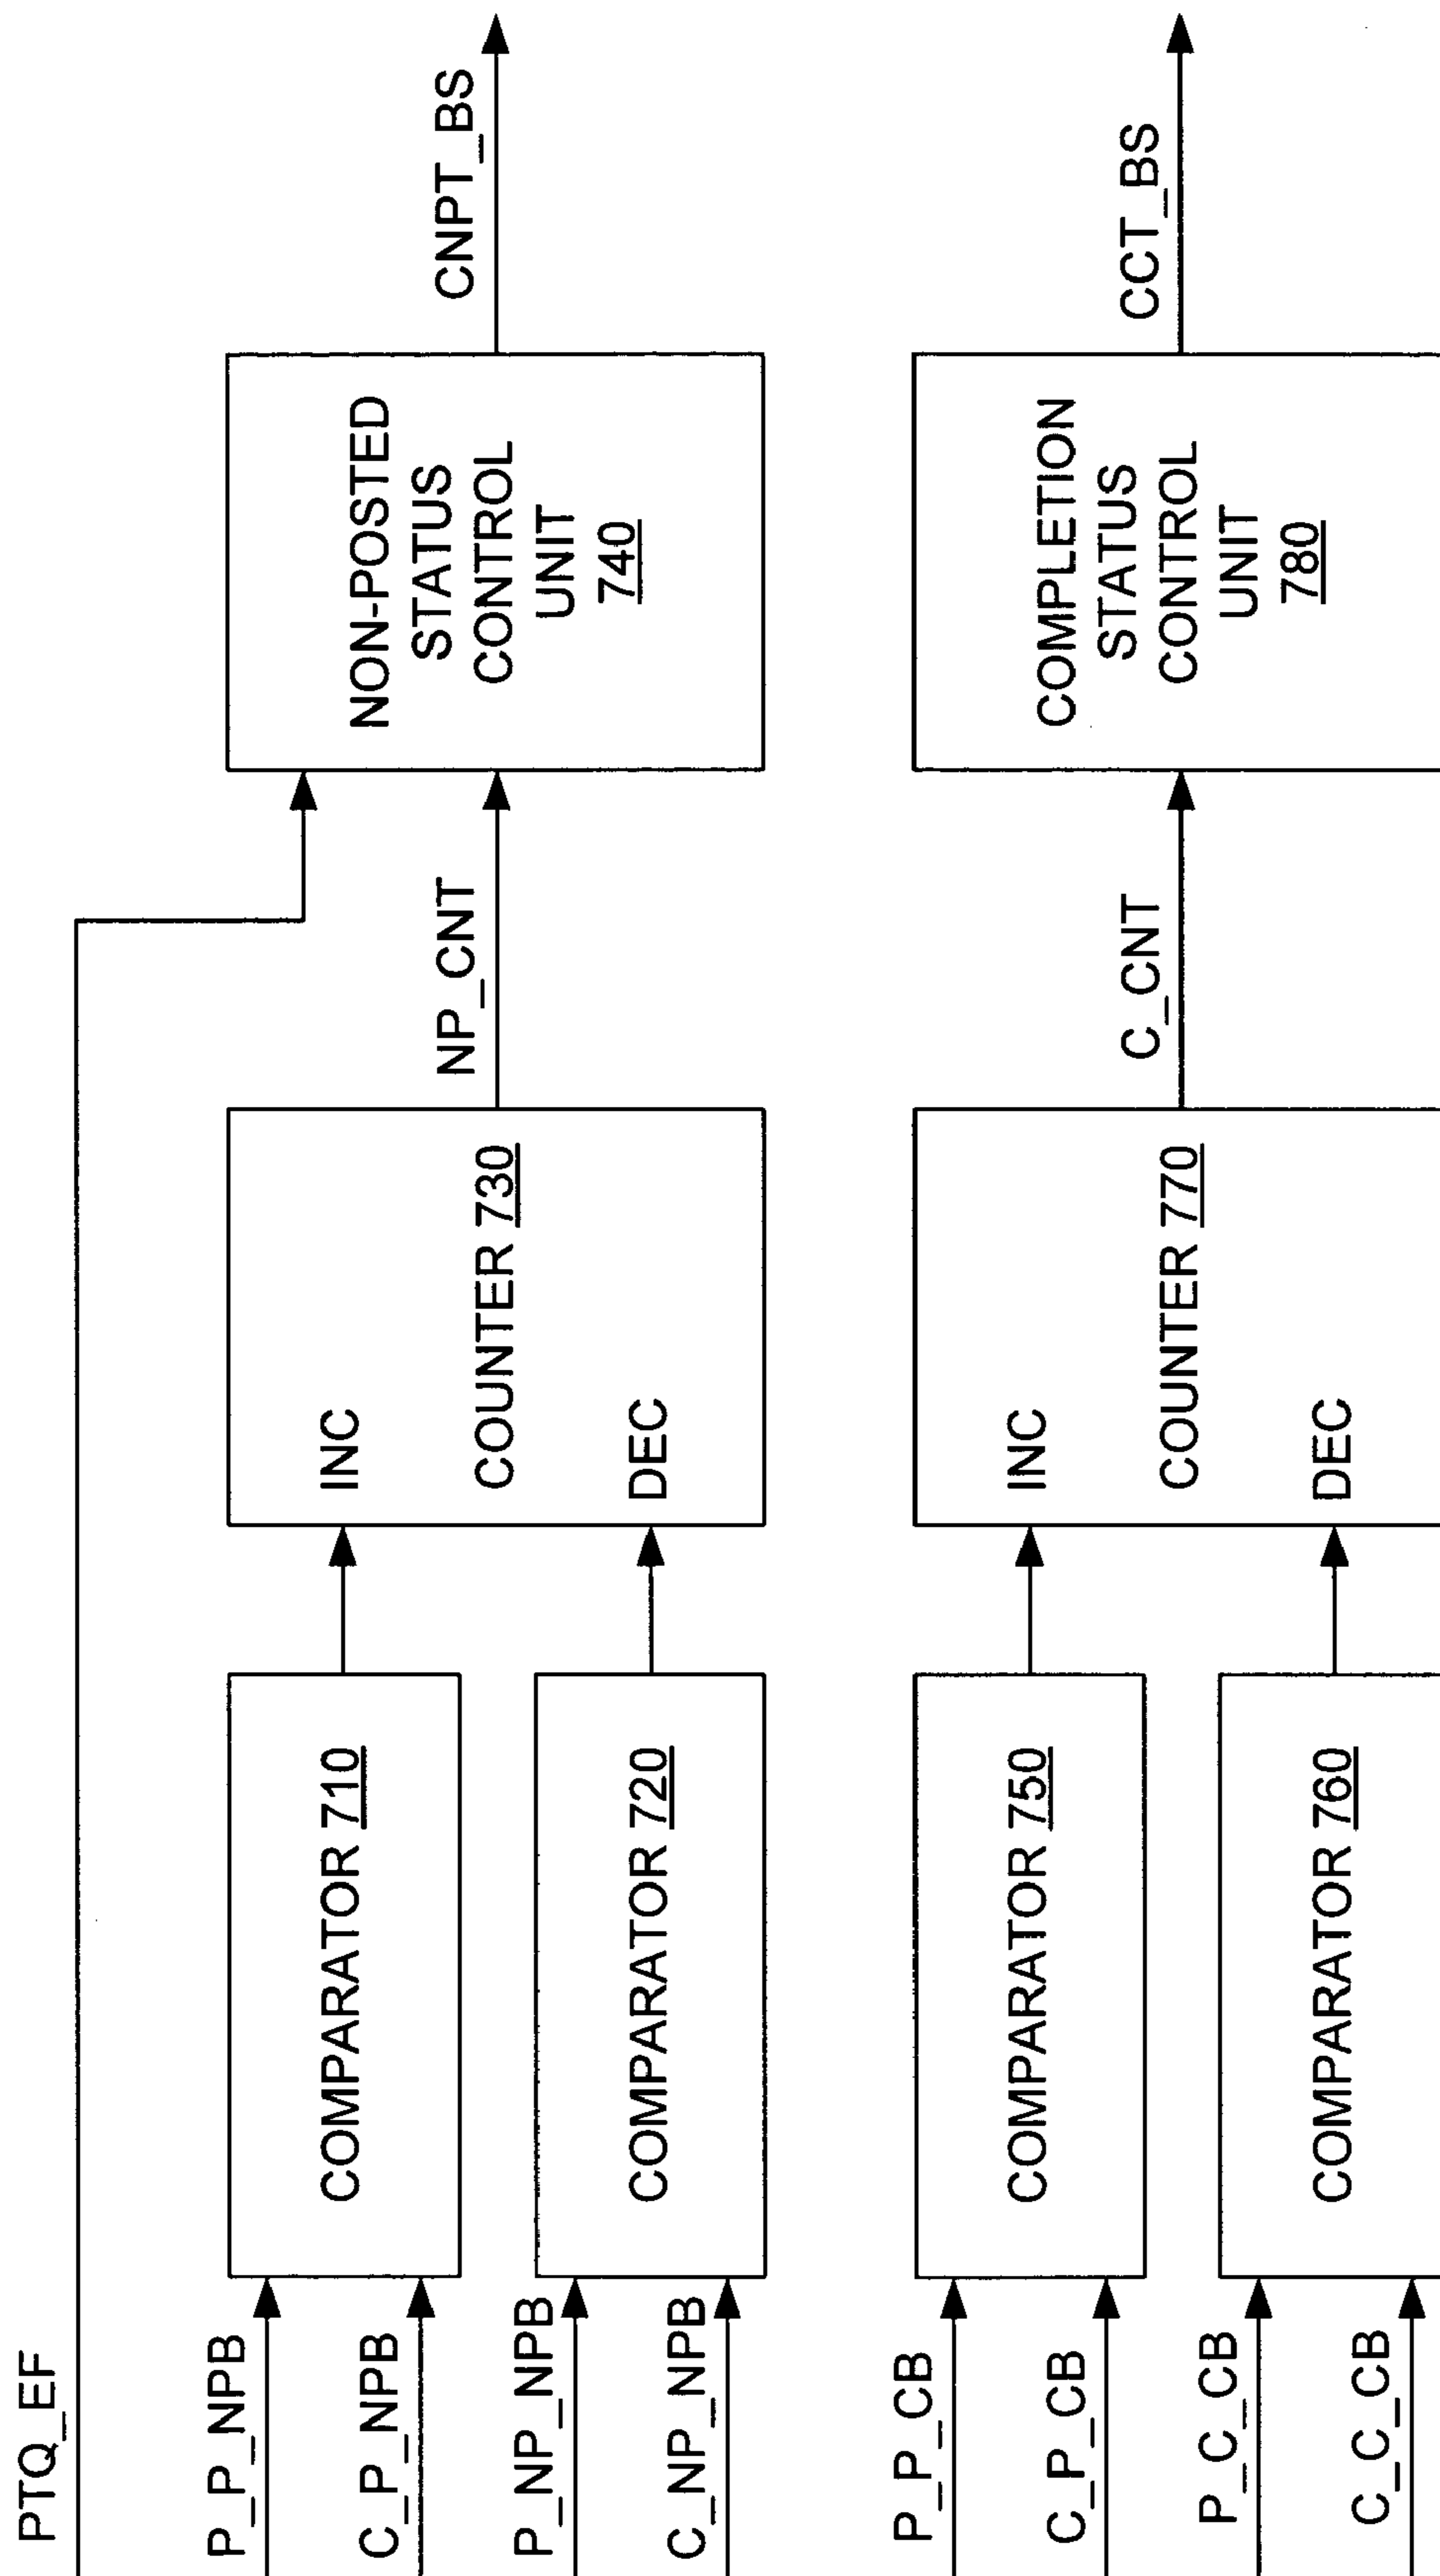 PTQ_EF
P_P_NPB
C_P_NPB
P_NP_NPB
C_NP_NPB
COMPARATOR 710
COMPARATOR 720
INC
COUNTER 730
DEC
NP_CNT
NON-POSTED
STATUS
CONTROL
UNIT
740
CNPT_BS
P_P_CB
C_P_CB
P_C_CB
C_C_CB
COMPARATOR 750
COMPARATOR 760
INC
COUNTER 770
DEC
C_CNT
COMPLETION
STATUS
CONTROL
UNIT
780
CCT_BS